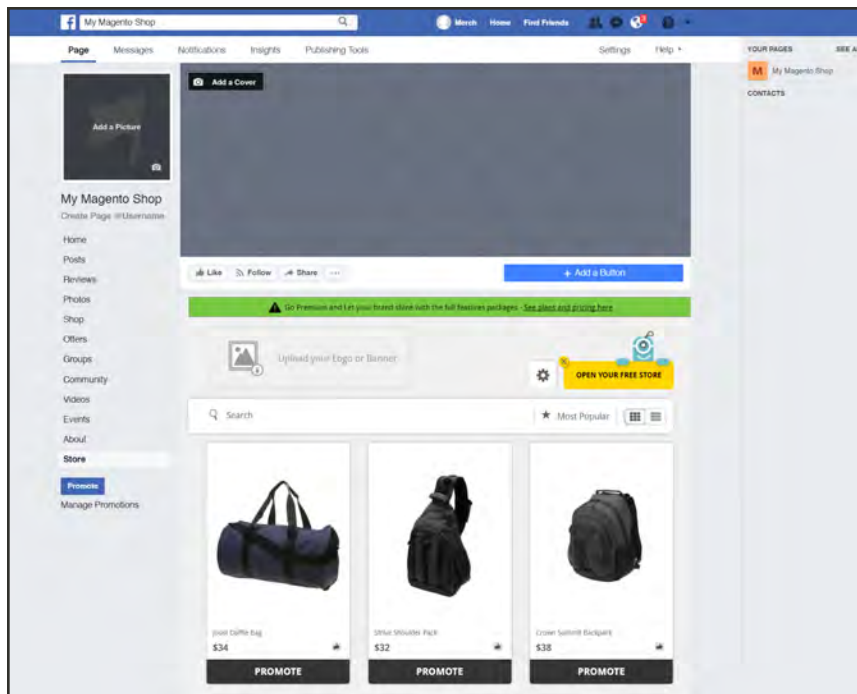 My Magento Shop
Merch Home Find Friends
Page Messages Notifications Insights Publishing Tools Settings Help
YOUR PAGES SEE A
M My Magento Shop
CONTACTS
Add a Picture
Add a Cover
My Magento Shop
Create Page @Username
Home
Posts
Reviews
Photos
Shop
Offers
Groups
Community
Videos
Events
About
Store
Promote
Manage Promotions
Like Follow Share ...
+ Add a Button
Go Premium and Let your brand shine with the full features packages - See plans and pricing here
Upload your Logo or Banner
OPEN YOUR FREE STORE
Search
Most Popular
Joust Duffle Bag
$34
PROMOTE
Strive Shoulder Pack
$32
PROMOTE
Crown Summit Backpack
$38
PROMOTE